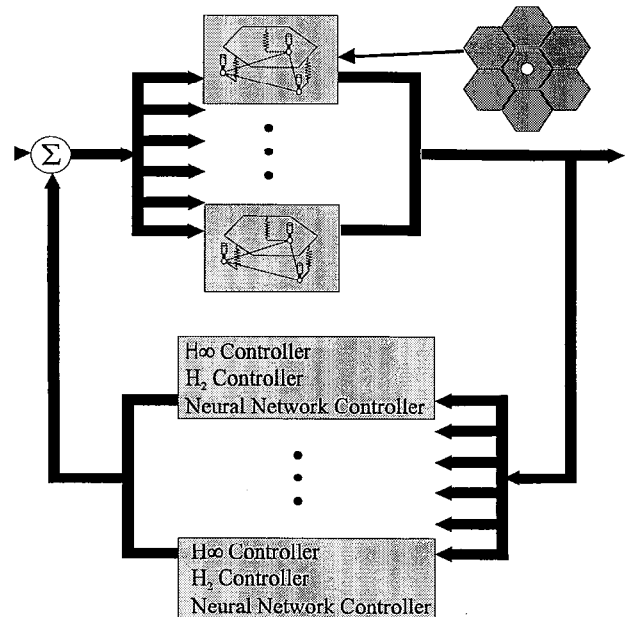 Σ
H∞ Controller
H₂ Controller
Neural Network Controller
H∞ Controller
H₂ Controller
Neural Network Controller